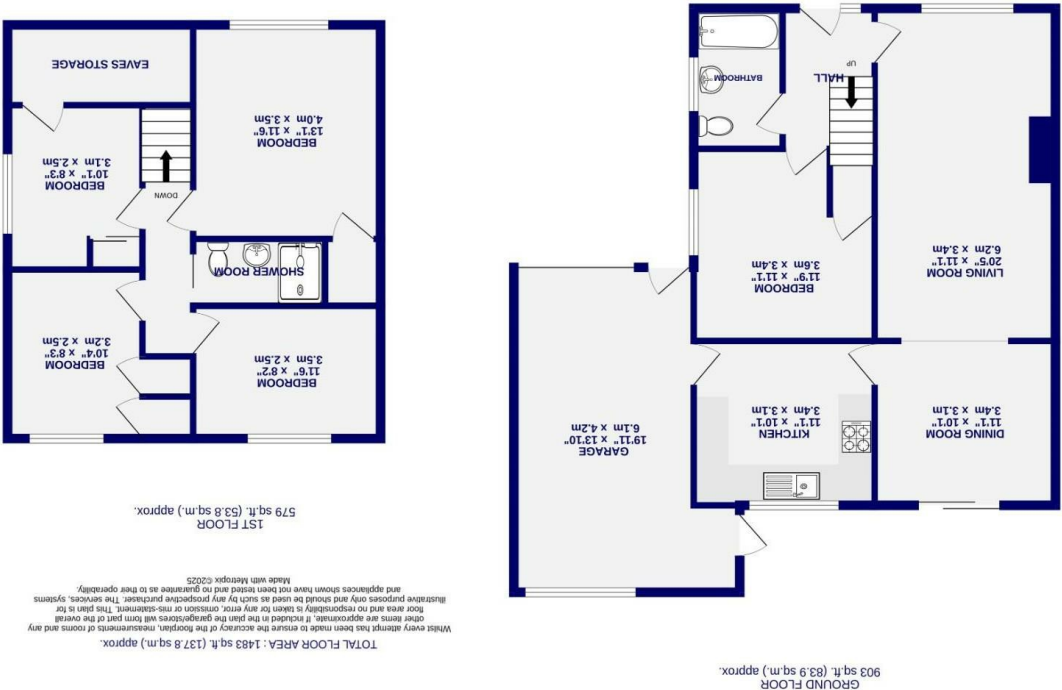 GROUND FLOOR
903 sq.ft. (83.9 sq.m.) approx.
DINING ROOM
11'1" x 10'1"
3.4m x 3.1m
KITCHEN
11'1" x 10'1"
3.4m x 3.1m
GARAGE
19'11" x 13'10"
6.1m x 4.2m
LIVING ROOM
20'5" x 11'1"
6.2m x 3.4m
BEDROOM
11'9" x 11'1"
3.6m x 3.4m
HALL
UP
BATHROOM
TOTAL FLOOR AREA : 1483 sq.ft. (137.8 sq.m.) approx.
Whilst every attempt has been made to ensure the accuracy of the floorplan, measurements of rooms and any
other items are approximate, If included in the plan the garage/stores will form part of the overall
floor area and no responsibility is taken for any error, omission or mis-statement. This plan is for
illustrative purposes only and should be used as such by any prospective purchaser. The services, systems
and appliances shown have not been tested and no guarantee as to their operability.
Made with Metropix ©2025
1ST FLOOR
579 sq.ft. (53.8 sq.m.) approx.
BEDROOM
11'6" x 8'2"
3.5m x 2.5m
BEDROOM
10'4" x 8'3"
3.2m x 2.5m
SHOWER ROOM
DOWN
BEDROOM
10'1" x 8'3"
3.1m x 2.5m
BEDROOM
13'1" x 11'6"
4.0m x 3.5m
EAVES STORAGE